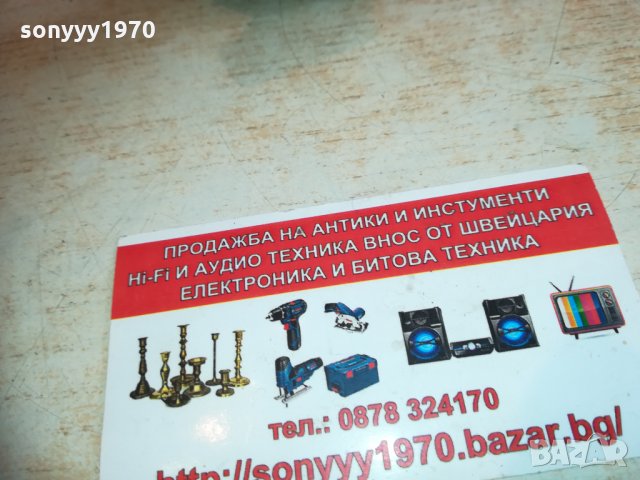 sonyyy1970
ПРОДАЖБА НА АНТИКИ И ИНСТУМЕНТИ
Hi-Fi И АУДИО ТЕХНИКА ВНОС ОТ ШВЕЙЦАРИЯ
ЕЛЕКТРОНИКА И БИТОВА ТЕХНИКА
тел.: 0878 324170
http://sonyyy1970.bazar.bg/
БАЗАР